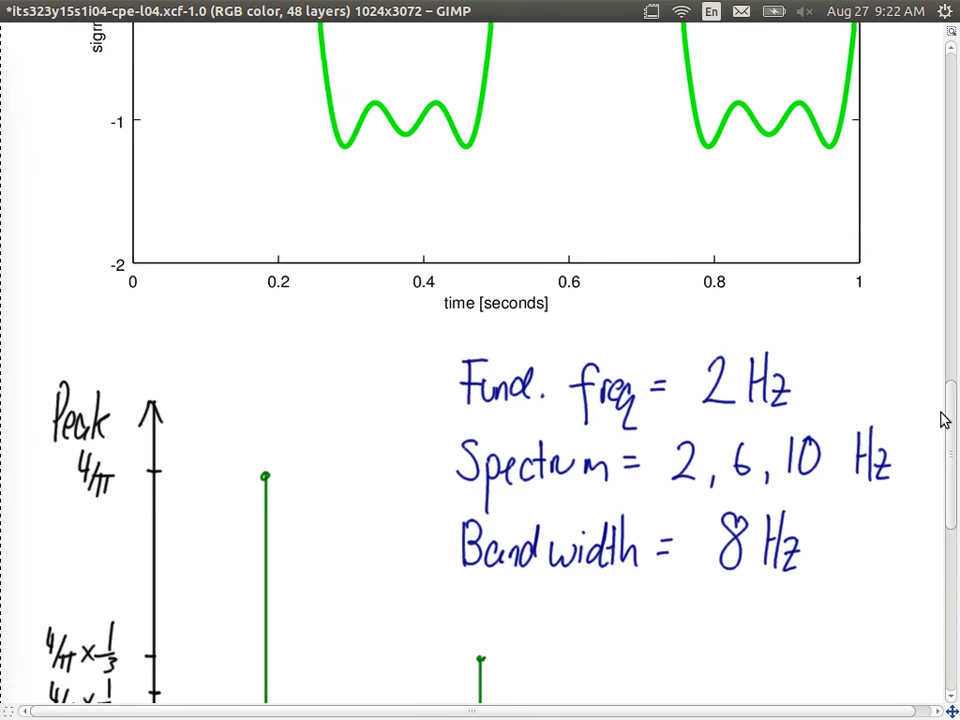 *its323y15s1i04-cpe-l04.xcf-1.0 (RGB color, 48 layers) 1024x3072 – GIMP
En
Aug 27 9:22 AM
-1
-2
0 0.2 0.4 0.6 0.8 1
time [seconds]
Fund. freq = 2 Hz
Peak
Spectrum = 2, 6, 10 Hz
4/π
Bandwidth = 8 Hz
4/π × 1/3